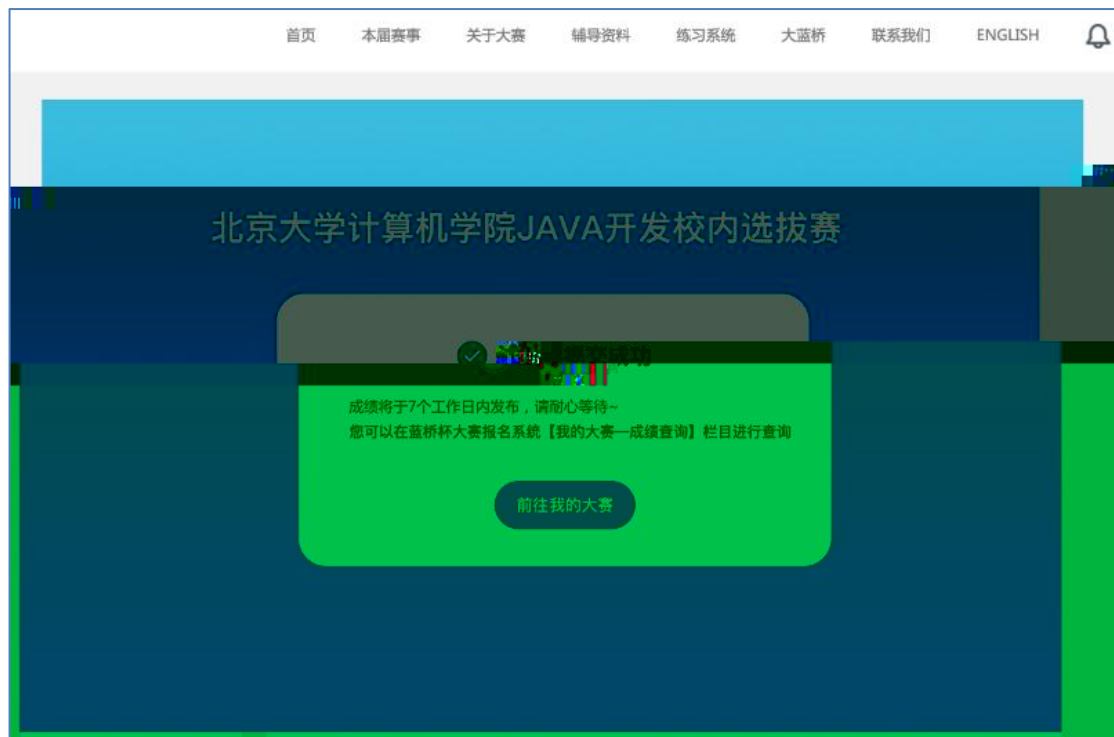 首页 本届赛事 关于大赛 辅导资料 练习系统 大蓝桥 联系我们 ENGLISH
北京大学计算机学院JAVA开发校内选拔赛
成功
成绩将于7个工作日内发布，请耐心等待~
您可以在蓝桥杯大赛报名系统【我的大赛—成绩查询】栏目进行查询
前往我的大赛